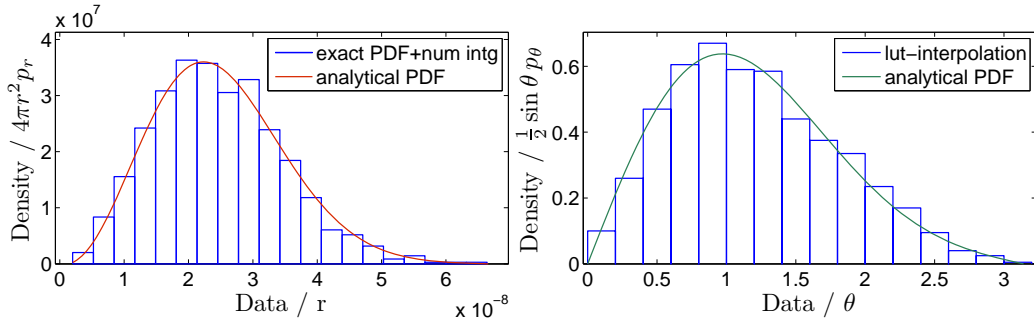 x 10⁷
4
3
2
1
0
Density / 4πr²p_r
exact PDF+num intg
analytical PDF
0 1 2 3 4 5 6
Data / r
x 10⁻⁸
0.6
0.4
0.2
0
Density / ½ sin θ p_θ
lut-interpolation
analytical PDF
0 0.5 1 1.5 2 2.5 3
Data / θ